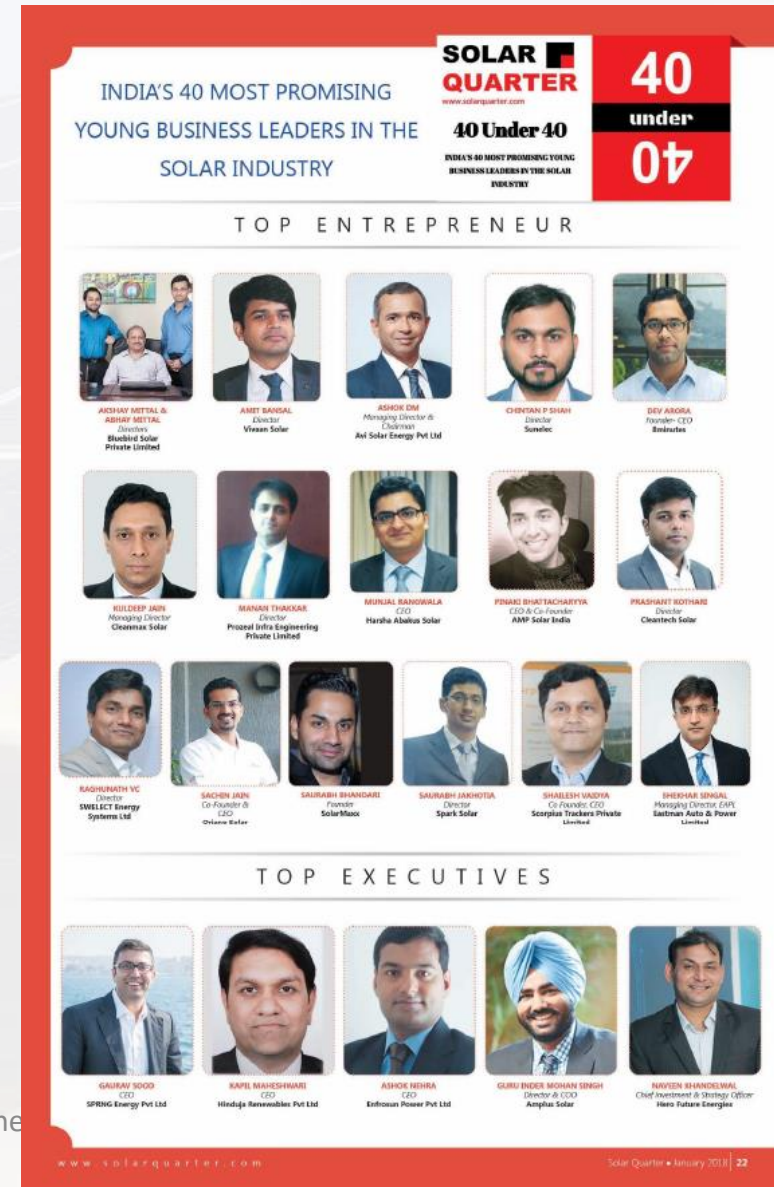 INDIA'S 40 MOST PROMISING
YOUNG BUSINESS LEADERS IN THE
SOLAR INDUSTRY
SOLAR
QUARTER
www.solarquarter.com
40 Under 40
INDIA'S 40 MOST PROMISING YOUNG
BUSINESS LEADERS IN THE SOLAR
INDUSTRY
40
under
40
TOP ENTREPRENEUR
AKSHAY MITTAL &
ABHAY MITTAL
Directors
Bluebird Solar
Private Limited
AMIT BANSAL
Director
Vivaan Solar
ASHOK DM
Managing Director &
Chairman
Avi Solar Energy Pvt Ltd
CHINTAN P SHAH
Director
Sunelec
DEV ARORA
Founder- CEO
8minutes
KULDEEP JAIN
Managing Director
Cleanmax Solar
MANAN THAKKAR
Director
Prozeal Infra Engineering
Private Limited
MUNJAL RANGWALA
CEO
Harsha Abakus Solar
PINAKI BHATTACHARYYA
CEO & Co-Founder
AMP Solar India
PRASHANT KOTHARI
Director
Cleantech Solar
RAGHUNATH VC
Director
SWELECT Energy
Systems Ltd
SACHIN JAIN
Co-Founder &
CEO
Oriano Solar
SAURABH BHANDARI
Founder
SolarMaxx
SAURABH JAKHOTIA
Director
Spark Solar
SHAILESH VAIDYA
Co Founder, CEO
Scorpius Trackers Private
Limited
SHEKHAR SINGAL
Managing Director, EAPL
Eastman Auto & Power
Limited
TOP EXECUTIVES
GAURAV SOOD
CEO
SPRNG Energy Pvt Ltd
KAPIL MAHESHWARI
CEO
Hinduja Renewables Pvt Ltd
ASHOK NEHRA
CEO
Enfrosun Power Pvt Ltd
GURU INDER MOHAN SINGH
Director & COO
Amplus Solar
NAVEEN KHANDELWAL
Chief Investment & Strategy Officer
Hero Future Energies
www.solarquarter.com
Solar Quarter • January 2018 22